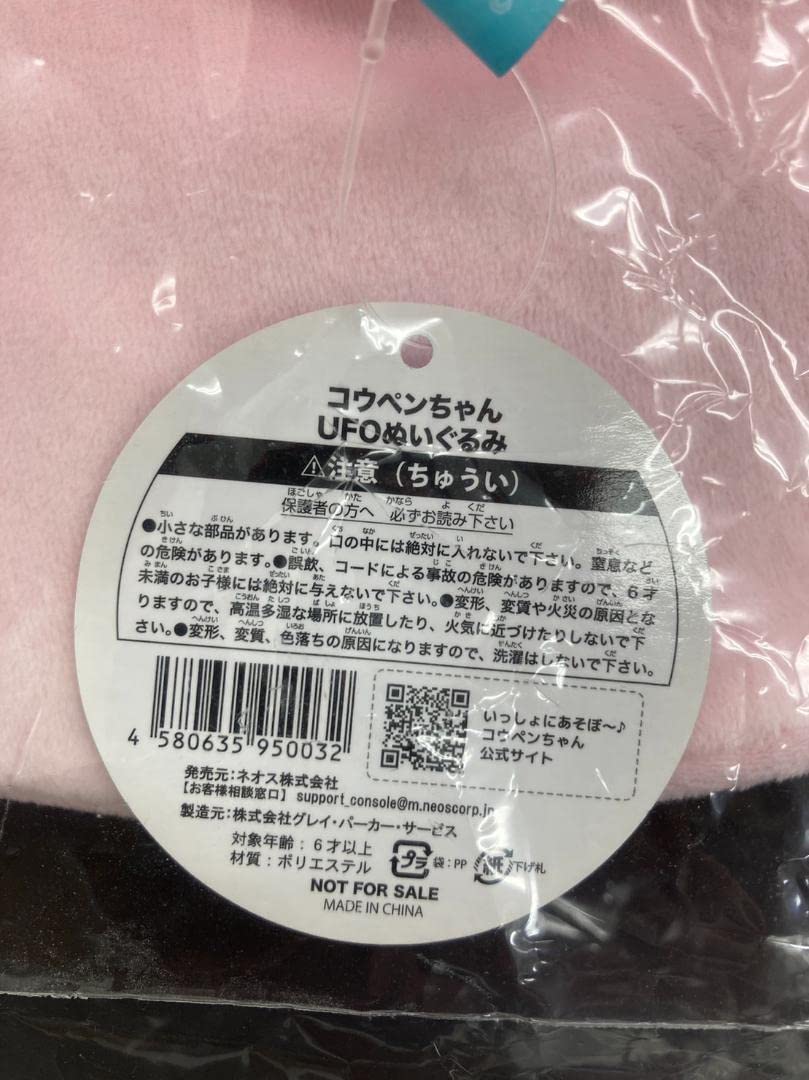 コウペンちゃん
UFOぬいぐるみ
⚠注意（ちゅうい）
保護者の方へ 必ずお読み下さい
●小さな部品があります。口の中には絶対に入れないで下さい。窒息など
の危険があります。●誤飲、コードによる事故の危険がありますので、6才
未満のお子様には絶対に与えないで下さい。●変形、変質や火災の原因とな
りますので、高温多湿な場所に放置したり、火気に近づけたりしないで下
さい。●変形、変質、色落ちの原因になりますので、洗濯はしないで下さい。
4 580635 950032
いっしょにあそぼ〜♪
コウペンちゃん
公式サイト
発売元：ネオス株式会社
【お客様相談窓口】 support_console@m.neoscorp.jp
製造元：株式会社グレイ・パーカー・サービス
対象年齢：6才以上
材質：ポリエステル
プラ 袋：PP 紙 下げ札
NOT FOR SALE
MADE IN CHINA